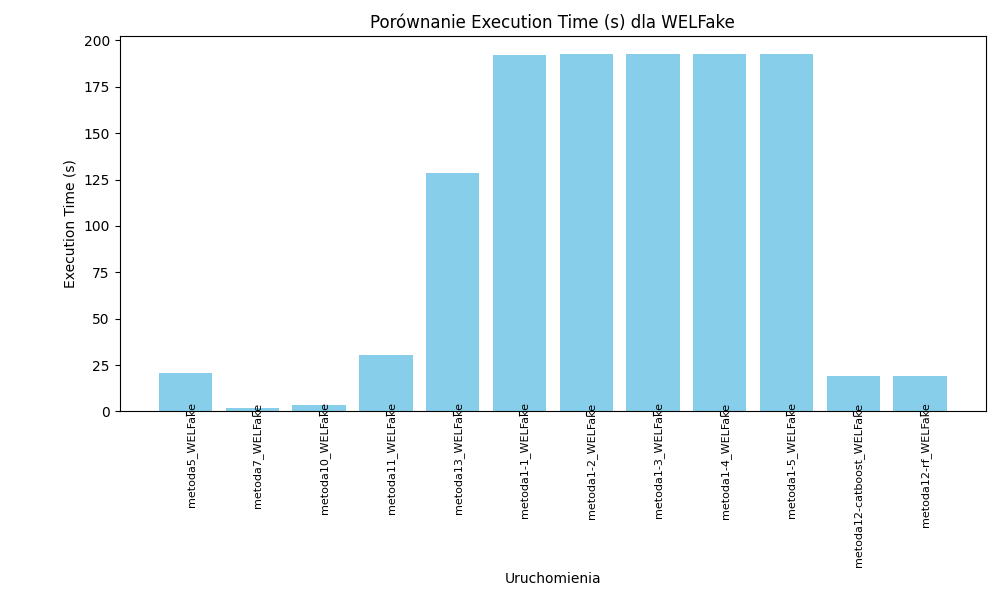 Porównanie Execution Time (s) dla WELFake
Execution Time (s)
200
175
150
125
100
75
50
25
0
metoda5_WELFake
metoda7_WELFake
metoda10_WELFake
metoda11_WELFake
metoda13_WELFake
metoda1-1_WELFake
metoda1-2_WELFake
metoda1-3_WELFake
metoda1-4_WELFake
metoda1-5_WELFake
metoda12-catboost_WELFake
metoda12-rf_WELFake
Uruchomienia